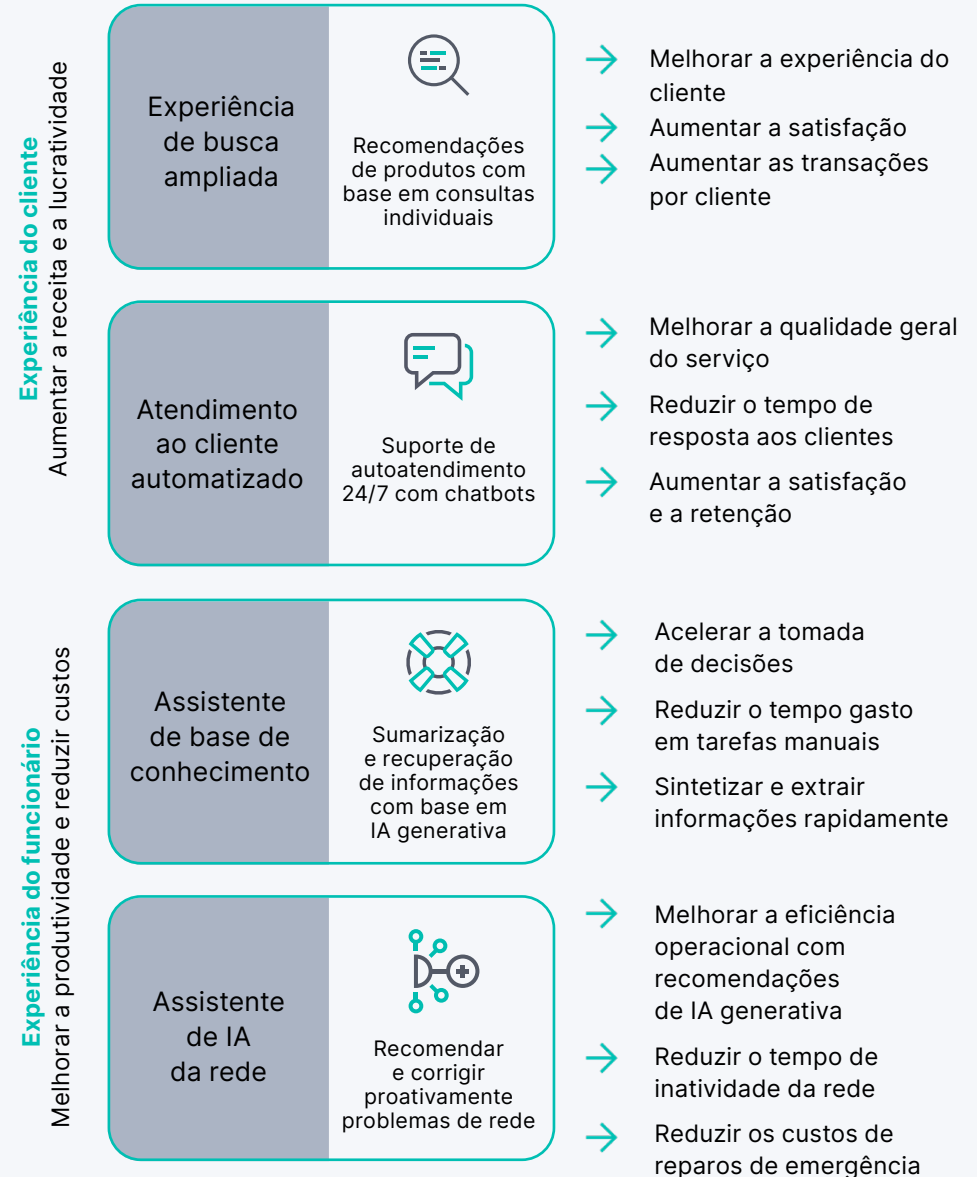 Experiência do cliente
Aumentar a receita e a lucratividade
Experiência
de busca
ampliada
Recomendações
de produtos com
base em consultas
individuais
Melhorar a experiência do
cliente
Aumentar a satisfação
Aumentar as transações
por cliente
Atendimento
ao cliente
automatizado
Suporte de
autoatendimento
24/7 com chatbots
Melhorar a qualidade geral
do serviço
Reduzir o tempo de
resposta aos clientes
Aumentar a satisfação
e a retenção
Experiência do funcionário
Melhorar a produtividade e reduzir custos
Assistente
de base de
conhecimento
Sumarização
e recuperação
de informações
com base em
IA generativa
Acelerar a tomada
de decisões
Reduzir o tempo gasto
em tarefas manuais
Sintetizar e extrair
informações rapidamente
Assistente
de IA
da rede
Recomendar
e corrigir
proativamente
problemas de rede
Melhorar a eficiência
operacional com
recomendações
de IA generativa
Reduzir o tempo de
inatividade da rede
Reduzir os custos de
reparos de emergência